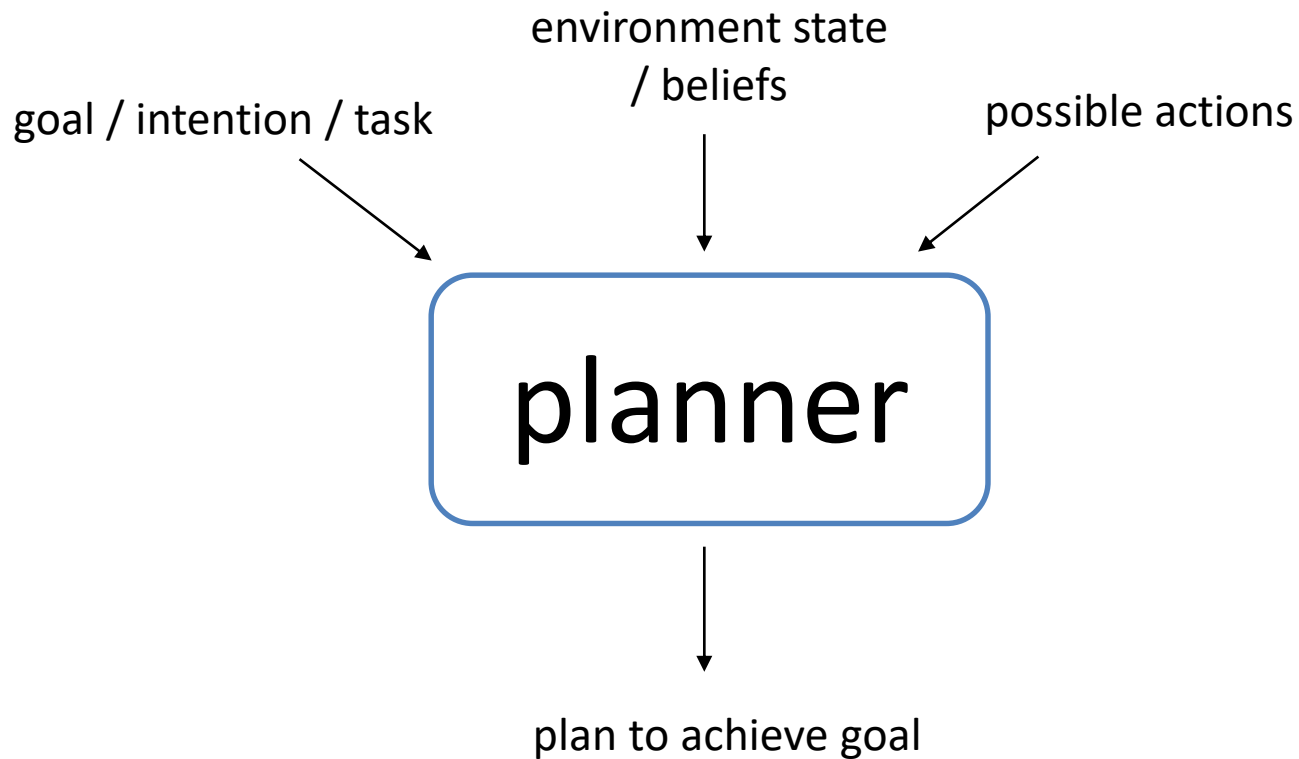 environment state
/ beliefs
goal / intention / task
possible actions
planner
plan to achieve goal